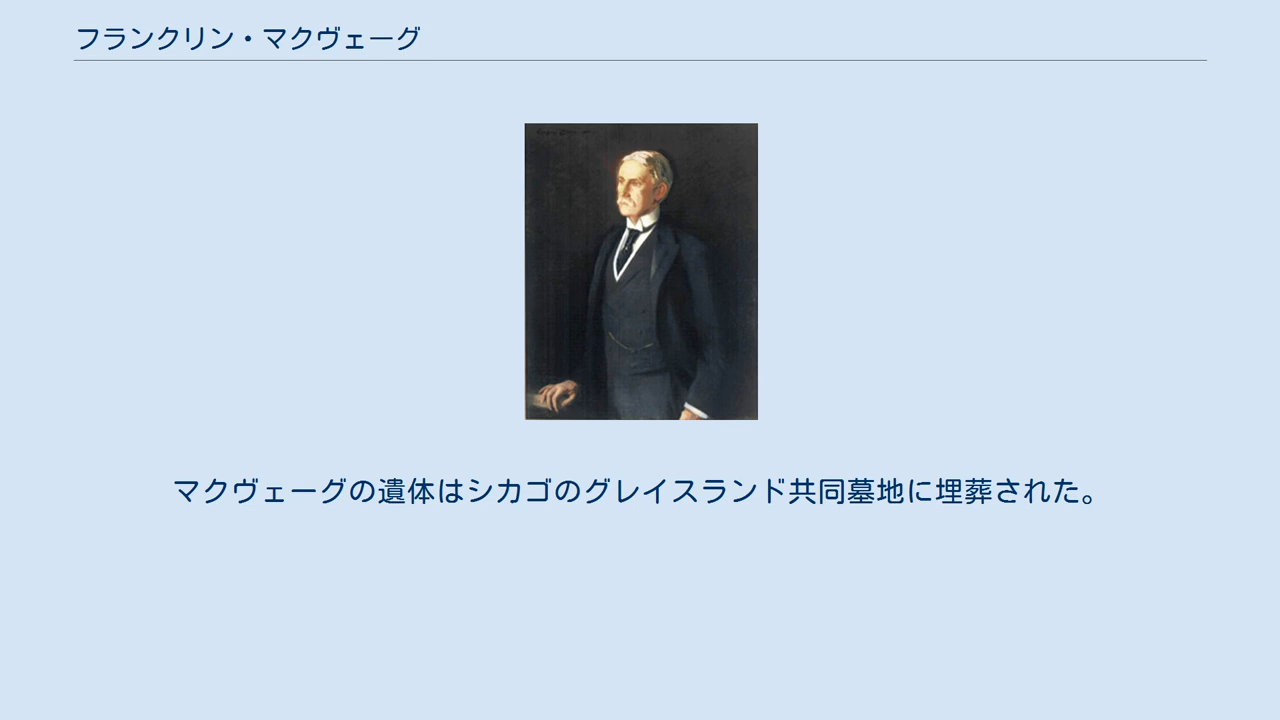 フランクリン・マクヴェーグ
マクヴェーグの遺体はシカゴのグレイスランド共同墓地に埋葬された。